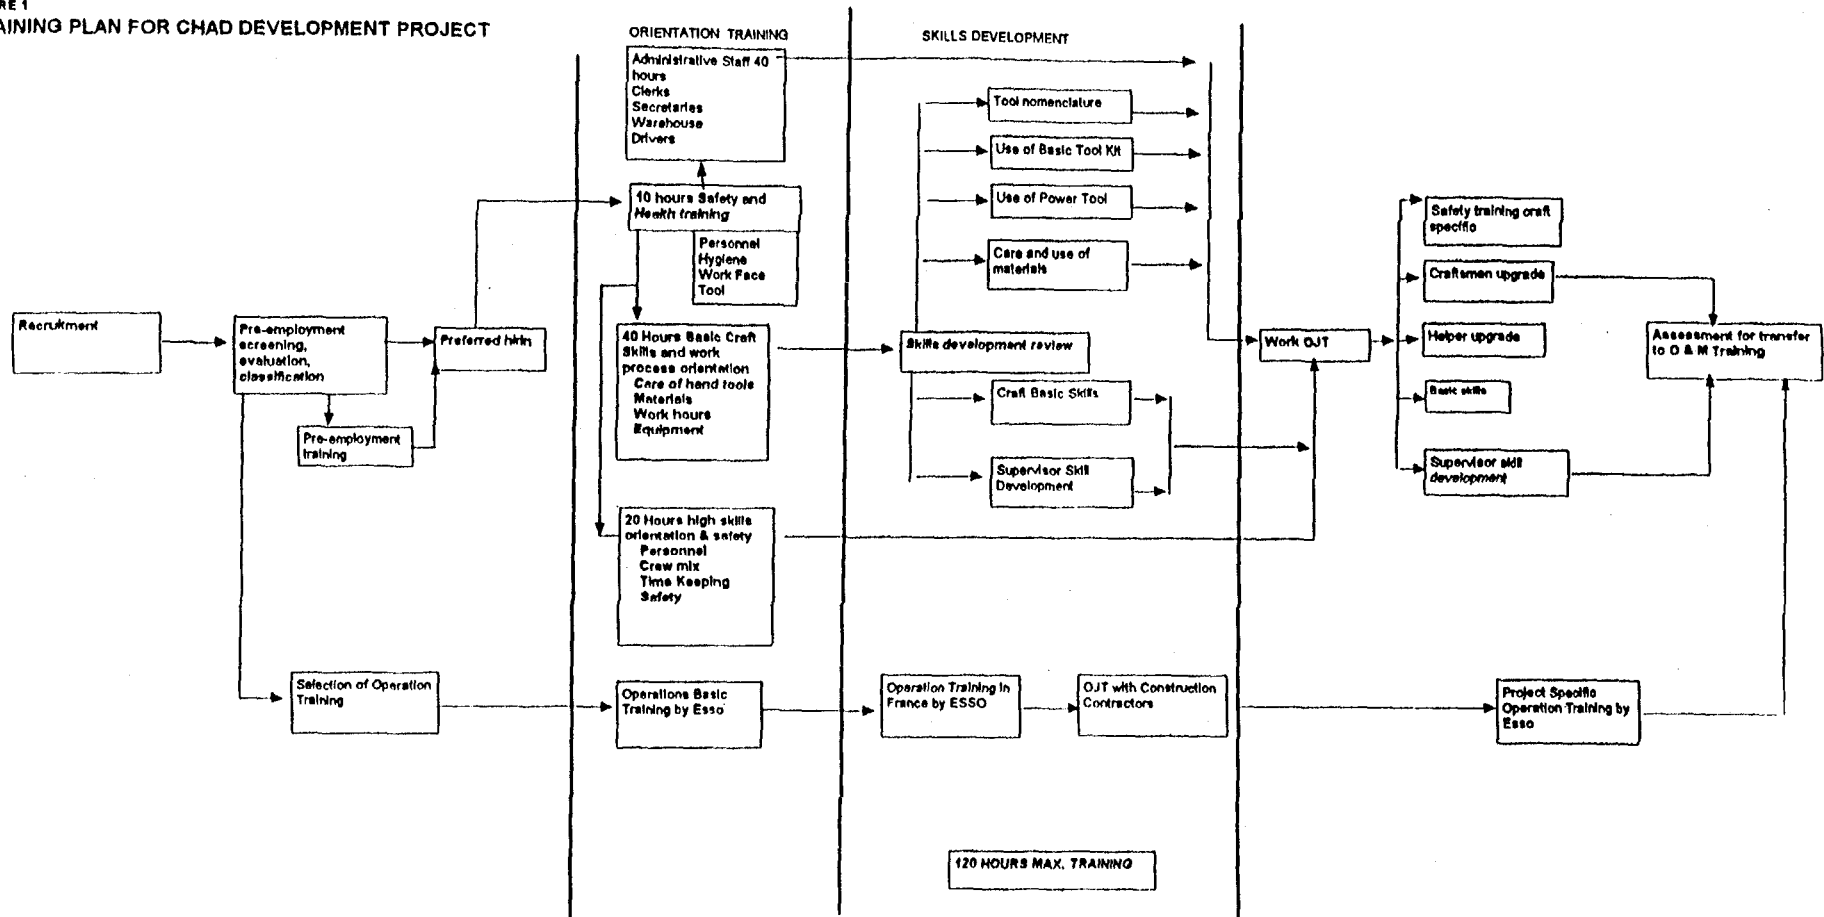 RE 1
AINING PLAN FOR CHAD DEVELOPMENT PROJECT
ORIENTATION TRAINING
SKILLS DEVELOPMENT
Administrative Staff 40
hours
Clerks
Secretaries
Warehouse
Drivers
10 hours Safety and
Health training
Personnel
Hygiene
Work Face
Tool
Recruitment
Pre-employment
screening,
evaluation,
classification
Preferred hirin
Pre-employment
training
40 Hours Basic Craft
Skills and work
process orientation
Care of hand tools
Materials
Work hours
Equipment
20 Hours high skills
orientation & safety
Personnel
Crew mix
Time Keeping
Safety
Selection of Operation
Training
Operations Basic
Training by Esso
Tool nomenclature
Use of Basic Tool Kit
Use of Power Tool
Care and use of
materials
Skills development review
Craft Basic Skills
Supervisor Skill
Development
Operation Training in
France by ESSO
OJT with Construction
Contractors
120 HOURS MAX. TRAINING
Work OJT
Safety training craft
specific
Craftsmen upgrade
Helper upgrade
Basic skills
Supervisor skill
development
Assessment for transfer
to O & M Training
Project Specific
Operation Training by
Esso